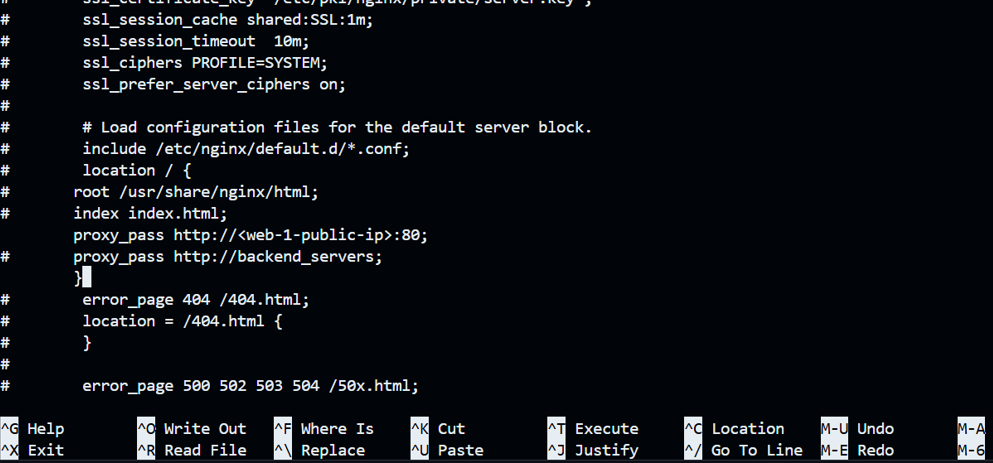 #        ssl_certificate_key "/etc/pki/nginx/private/server.key";
#        ssl_session_cache shared:SSL:1m;
#        ssl_session_timeout  10m;
#        ssl_ciphers PROFILE=SYSTEM;
#        ssl_prefer_server_ciphers on;
#
#        # Load configuration files for the default server block.
#        include /etc/nginx/default.d/*.conf;
#        location / {
#       root /usr/share/nginx/html;
#       index index.html;
        proxy_pass http://<web-1-public-ip>:80;
#       proxy_pass http://backend_servers;
        }
#        error_page 404 /404.html;
#        location = /404.html {
#        }
#
#        error_page 500 502 503 504 /50x.html;
^G Help ^O Write Out ^F Where Is ^K Cut ^T Execute ^C Location M-U Undo M-A
^X Exit ^R Read File ^\ Replace ^U Paste ^J Justify ^/ Go To Line M-E Redo M-6